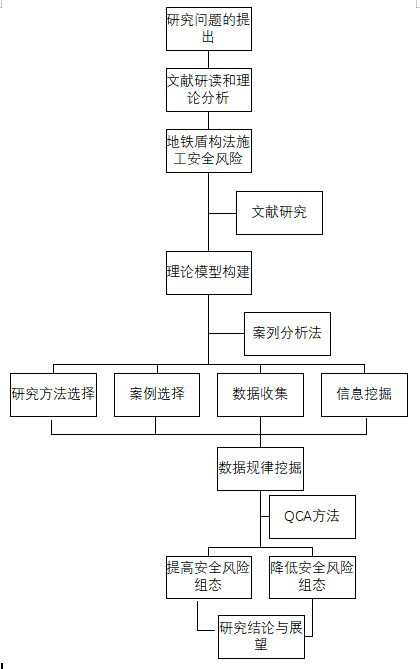 研究问题的提
出
文献研读和理
论分析
地铁盾构法施
工安全风险
文献研究
理论模型构建
案列分析法
研究方法选择
案例选择
数据收集
信息挖掘
数据规律挖掘
QCA方法
提高安全风险
组态
降低安全风险
组态
研究结论与展
望